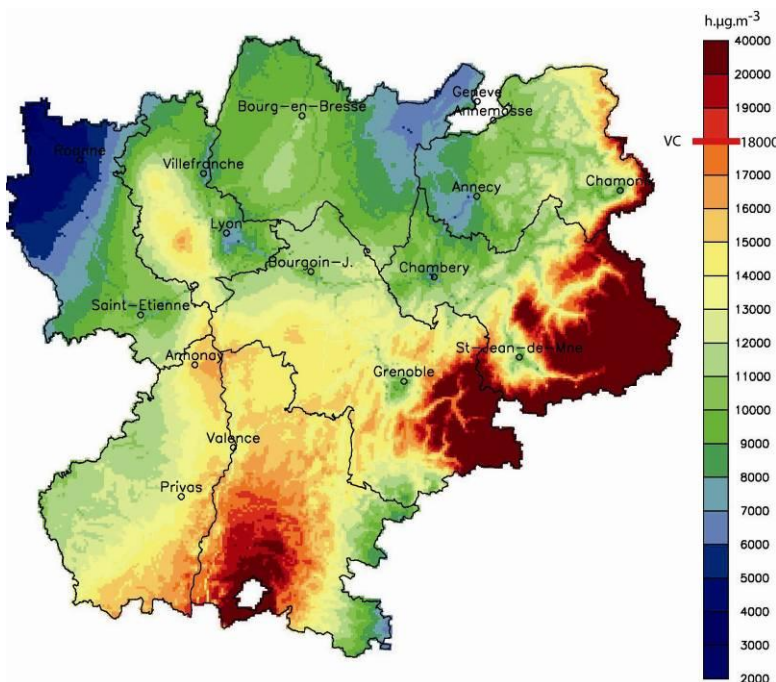 h.µg.m⁻³
40000
20000
19000
VC
18000
17000
16000
15000
14000
13000
12000
11000
10000
9000
8000
7000
6000
5000
4000
3000
2000
Geneve
Annemasse
Bourg-en-Bresse
Roanne
Villefranche
Annecy
Chamon
Lyon
Bourgoin-J.
Chambery
Saint-Etienne
St-Jean-de-Mne
Annonay
Grenoble
Valence
Privas